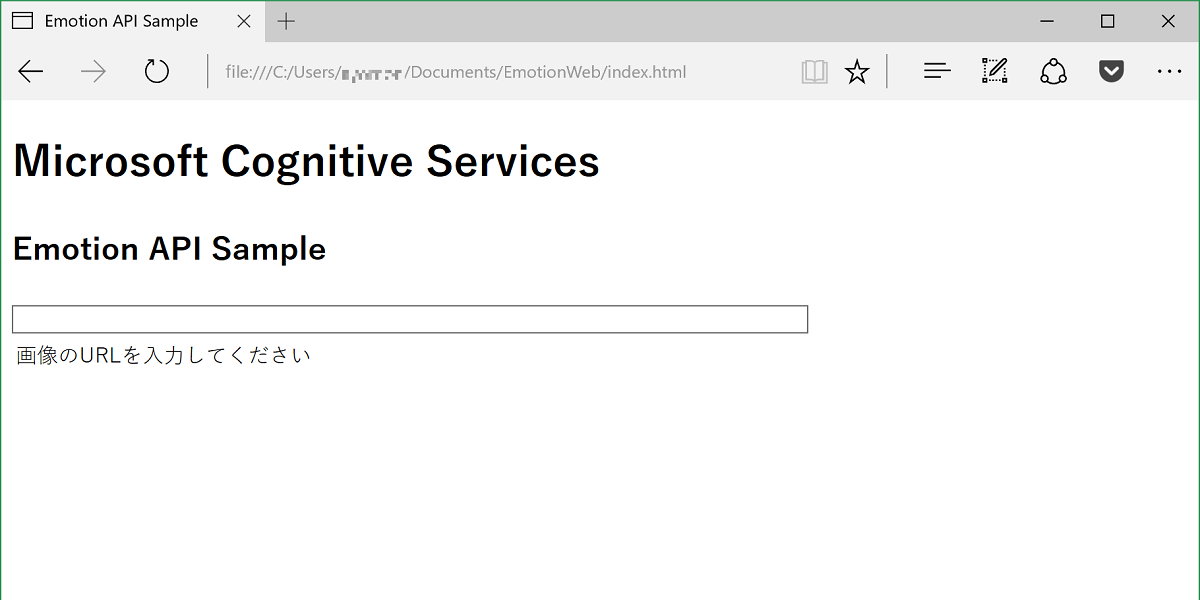 Emotion API Sample
file:///C:/Users/ /Documents/EmotionWeb/index.html
Microsoft Cognitive Services
Emotion API Sample
画像のURLを入力してください